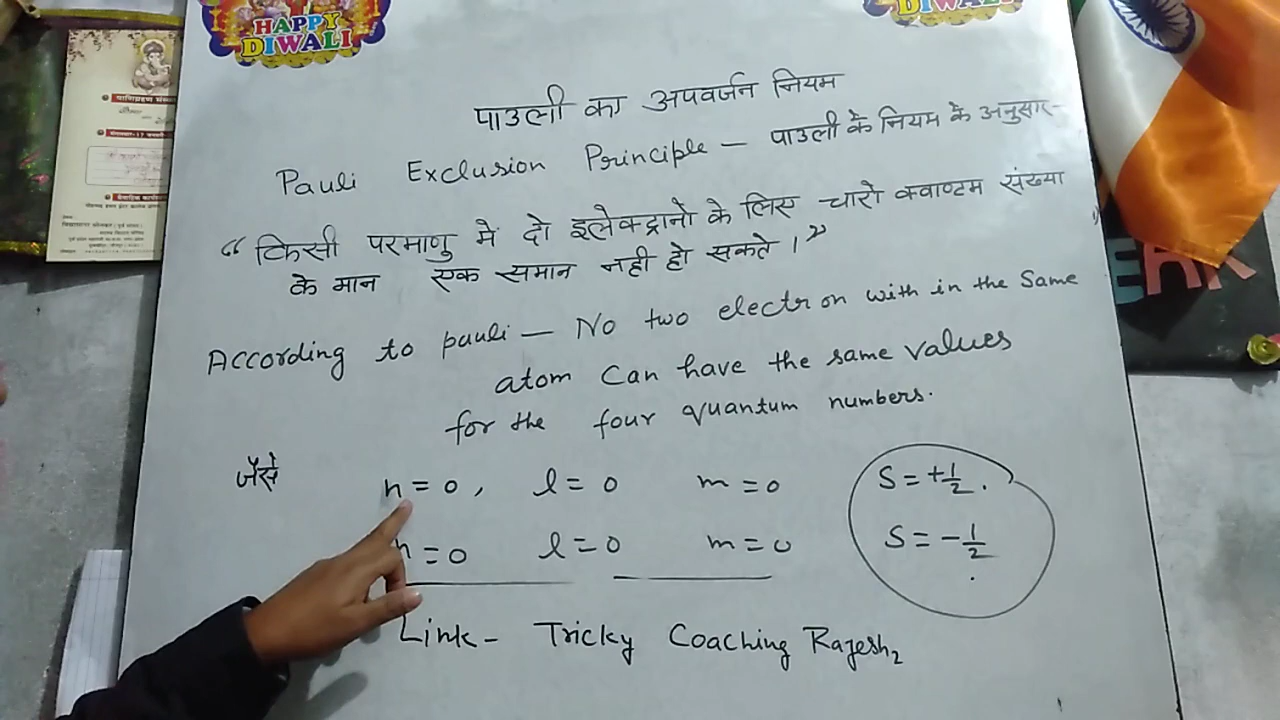 HAPPY
DIWALI
DIWALI
पाउली का अपवर्जन नियम
Pauli Exclusion Principle – पाउली के नियम के अनुसार-
“ किसी परमाणु में दो इलेक्ट्रानो के लिए चारो क्वाण्टम संख्या
के मान एक समान नही हो सकते ।”
According to pauli – No two electron with in the Same
atom Can have the same values
for the four quantum numbers.
जैसे n = 0, l = 0 m = 0 S = +1/2.
n = 0 l = 0 m = 0 S = -1/2
Link - Tricky Coaching Rajesh2